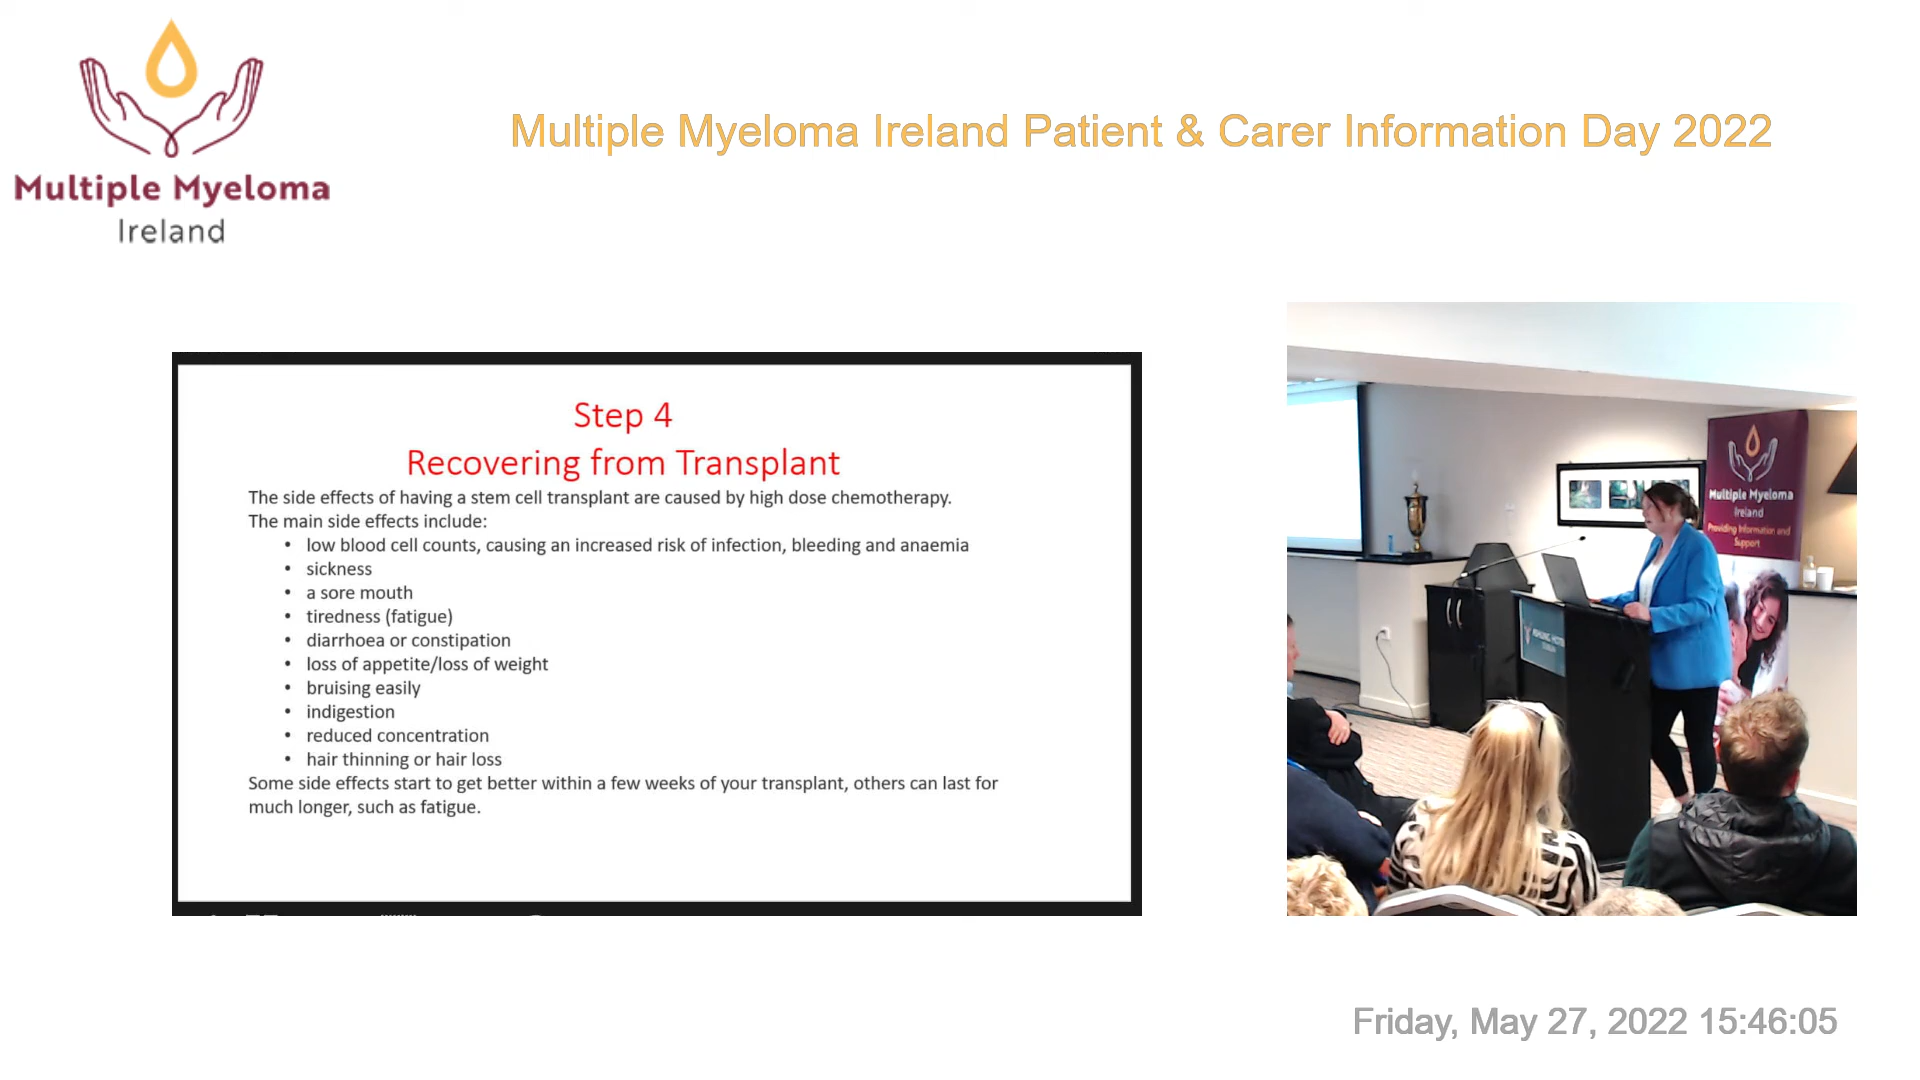 Multiple Myeloma
Ireland
Multiple Myeloma Ireland Patient & Carer Information Day 2022
Step 4
Recovering from Transplant
The side effects of having a stem cell transplant are caused by high dose chemotherapy.
The main side effects include:
• low blood cell counts, causing an increased risk of infection, bleeding and anaemia
• sickness
• a sore mouth
• tiredness (fatigue)
• diarrhoea or constipation
• loss of appetite/loss of weight
• bruising easily
• indigestion
• reduced concentration
• hair thinning or hair loss
Some side effects start to get better within a few weeks of your transplant, others can last for
much longer, such as fatigue.
Multiple Myeloma
Ireland
Providing Information and
Support
Friday, May 27, 2022 15:46:05